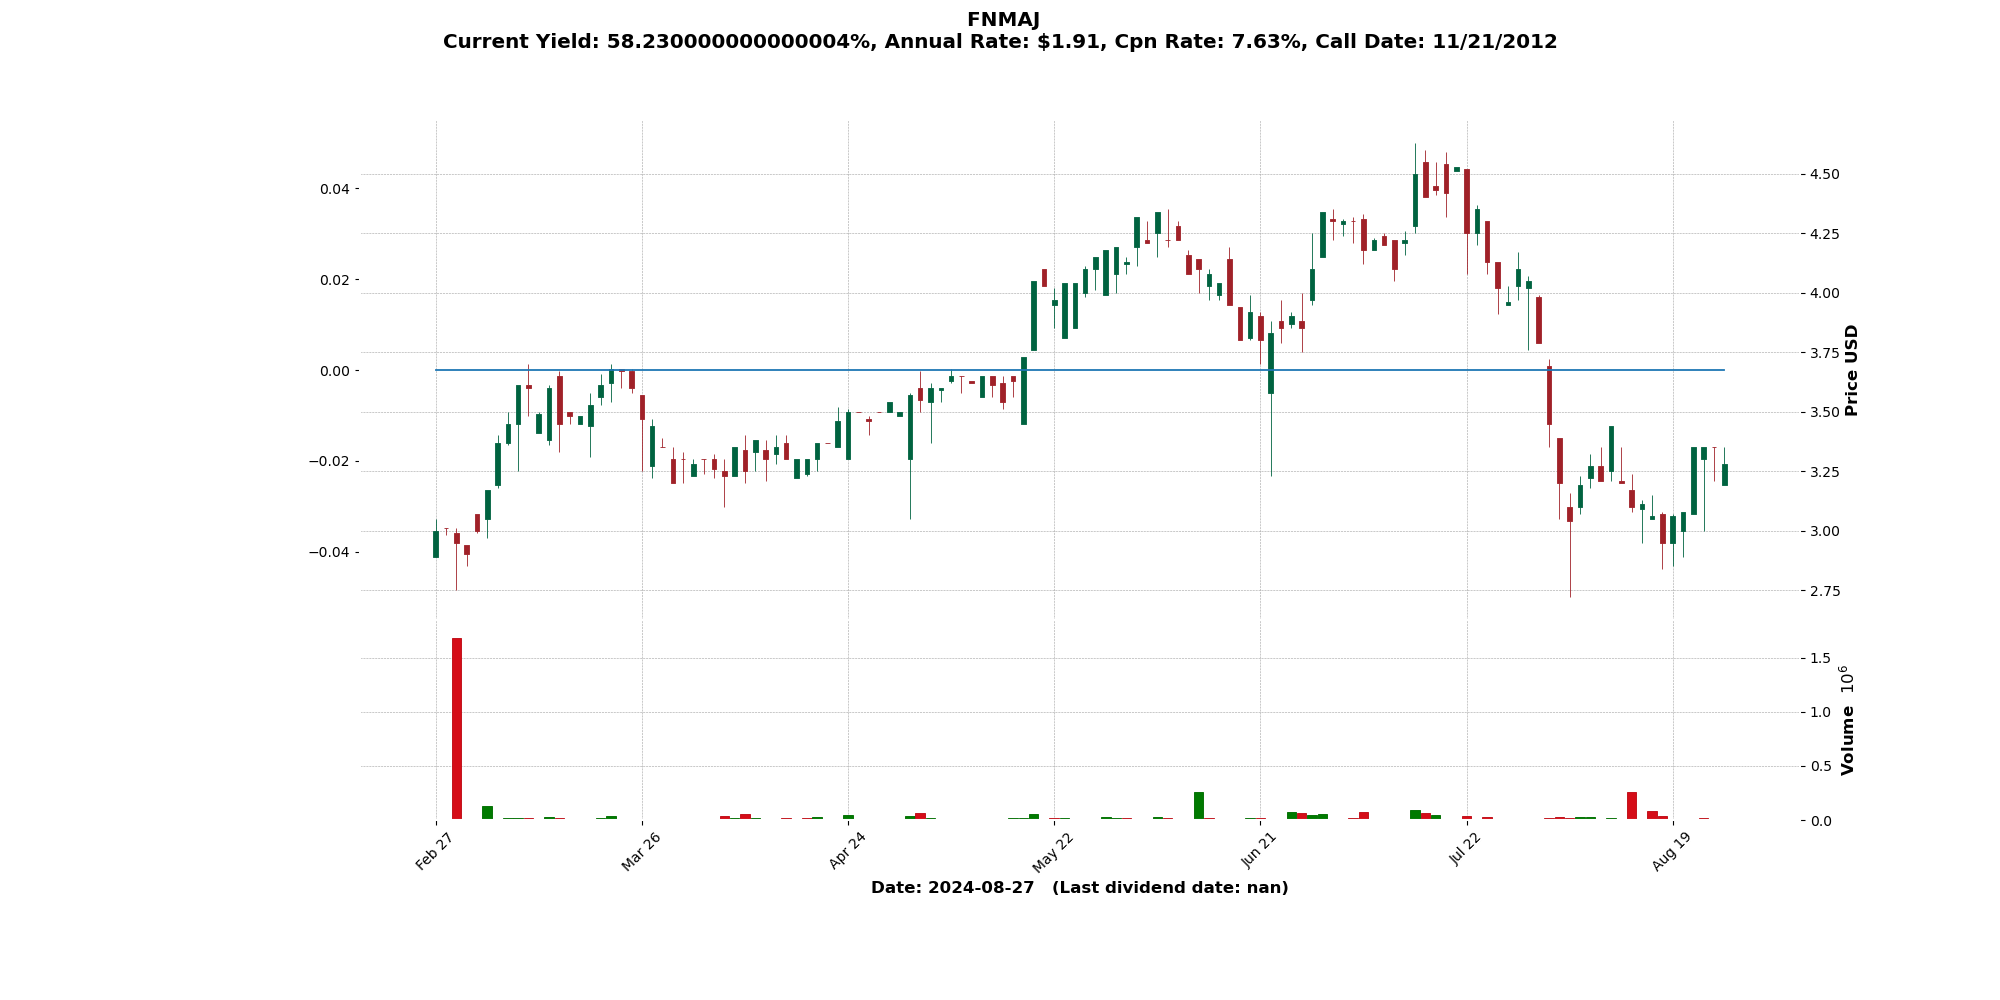 FNMAJ
Current Yield: 58.230000000000004%, Annual Rate: $1.91, Cpn Rate: 7.63%, Call Date: 11/21/2012
0.04
0.02
0.00
−0.02
−0.04
4.50
4.25
4.00
3.75
3.50
3.25
3.00
2.75
Price USD
1.5
1.0
0.5
0.0
Volume 10^6
Feb 27
Mar 26
Apr 24
May 22
Jun 21
Jul 22
Aug 19
Date: 2024-08-27 (Last dividend date: nan)